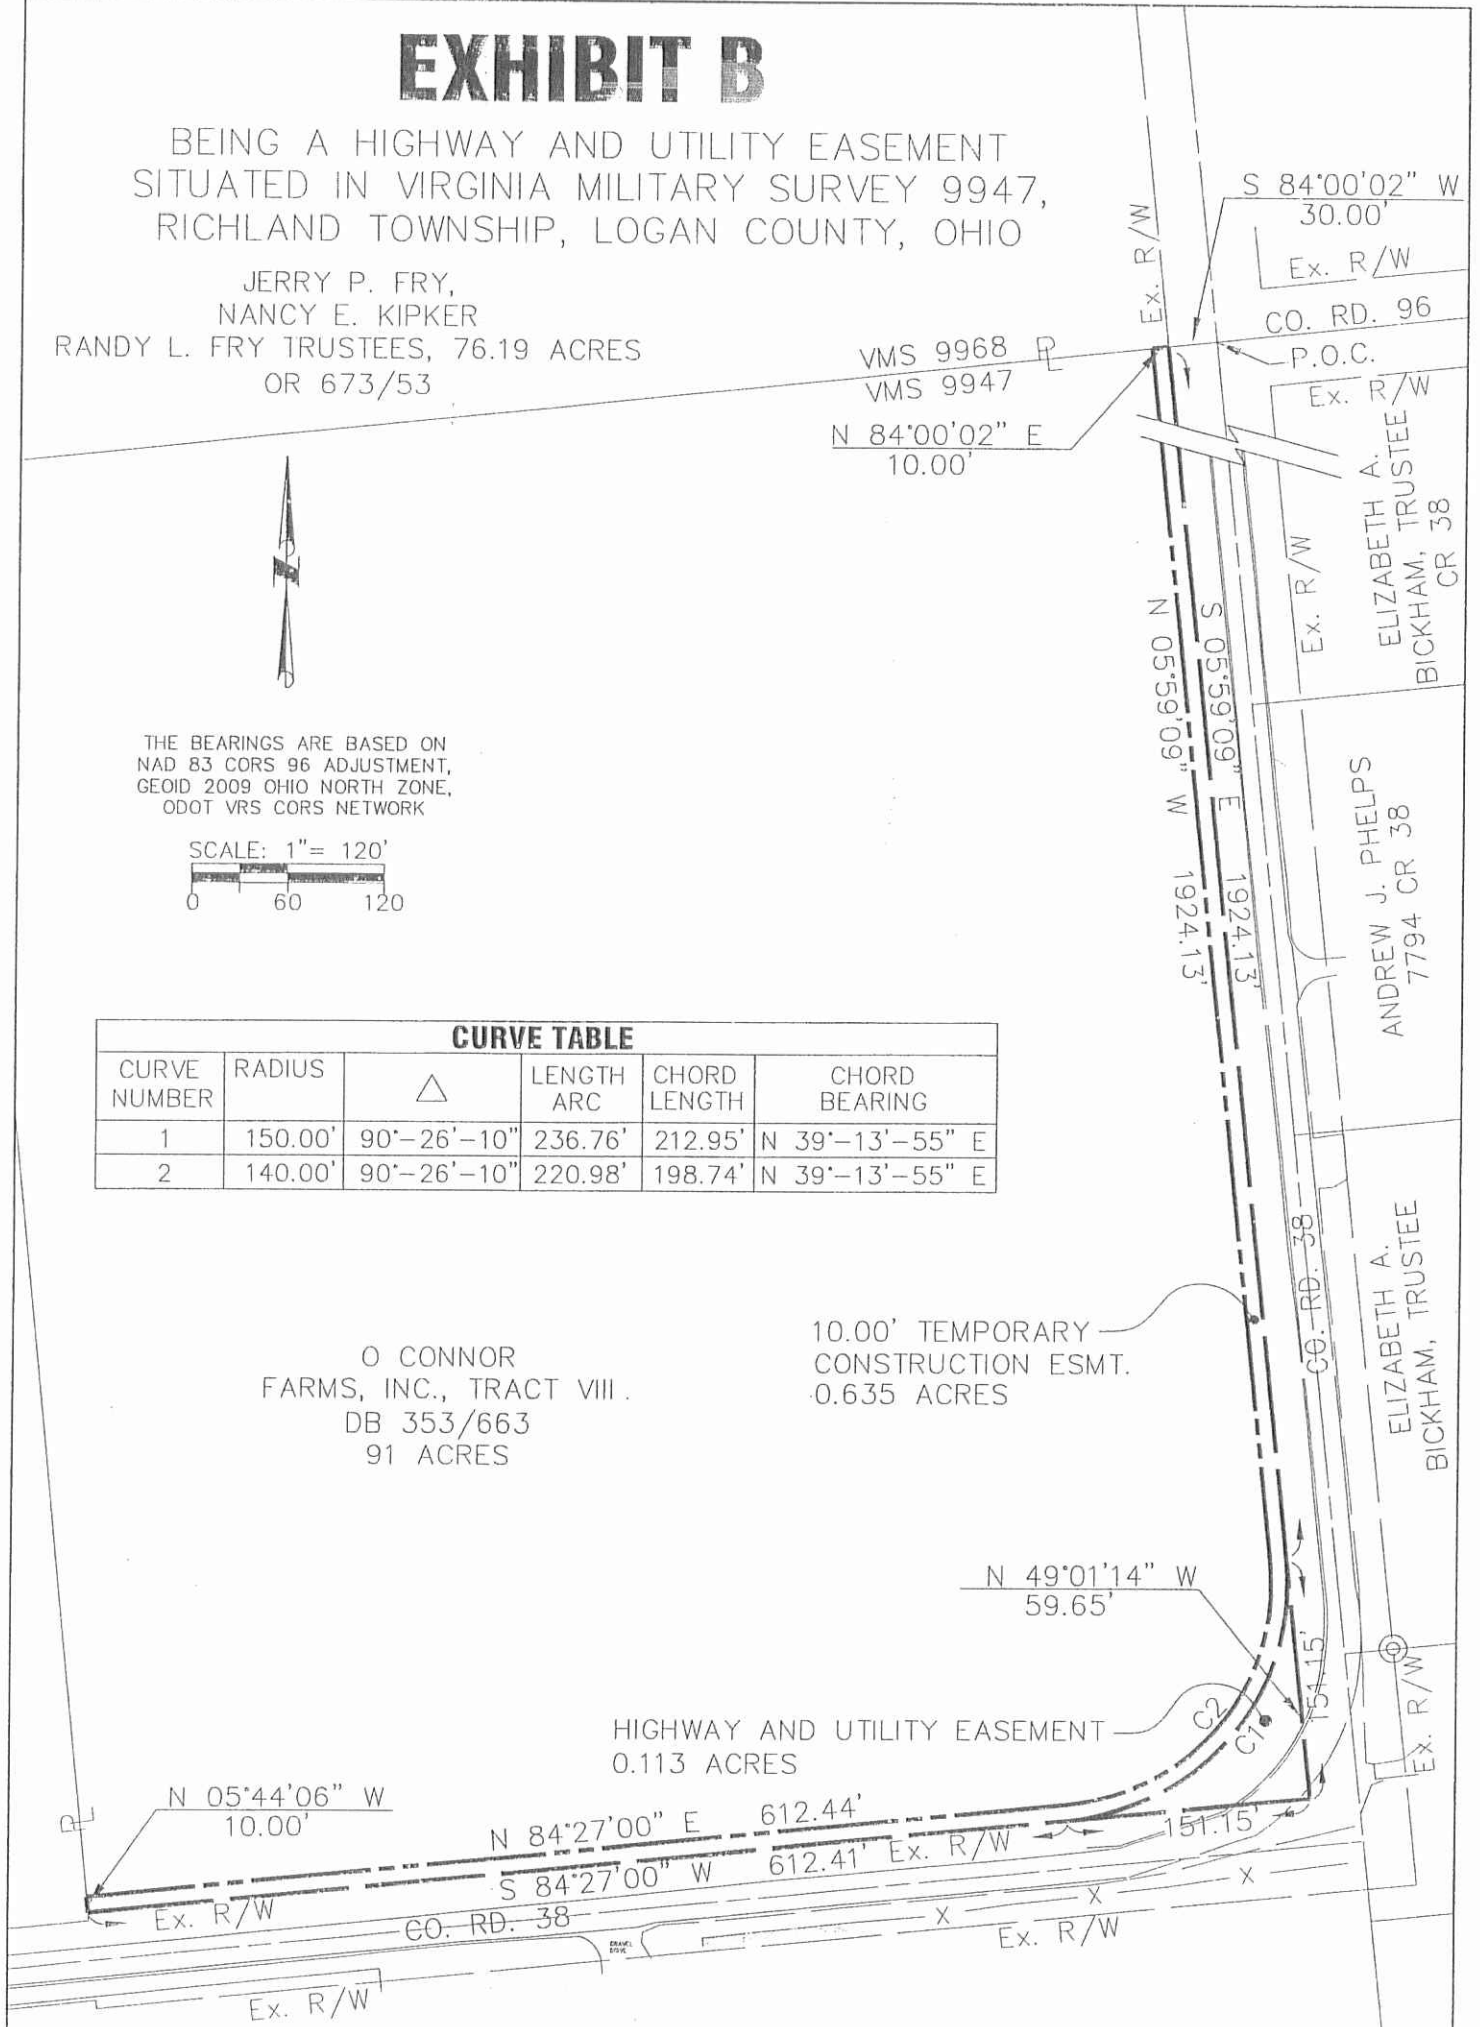 EXHIBIT B
BEING A HIGHWAY AND UTILITY EASEMENT
SITUATED IN VIRGINIA MILITARY SURVEY 9947,
RICHLAND TOWNSHIP, LOGAN COUNTY, OHIO
JERRY P. FRY,
NANCY E. KIPKER
RANDY L. FRY TRUSTEES, 76.19 ACRES
OR 673/53
S 84°00'02" W
30.00'
Ex. R/W
Ex. R/W
CO. RD. 96
P.O.C.
VMS 9968
PL
VMS 9947
Ex. R/W
N 84°00'02" E
10.00'
ELIZABETH A.
BICKHAM, TRUSTEE
CR 38
Ex. R/W
N
THE BEARINGS ARE BASED ON
NAD 83 CORS 96 ADJUSTMENT,
GEOID 2009 OHIO NORTH ZONE,
ODOT VRS CORS NETWORK
SCALE: 1"= 120'
0 60 120
N 05°59'09" W 1924.13'
S 05°59'09" E 1924.13'
ANDREW J. PHELPS
7794 CR 38
CURVE TABLE
CURVE NUMBER RADIUS △ LENGTH ARC CHORD LENGTH CHORD BEARING
1 150.00' 90°-26'-10" 236.76' 212.95' N 39°-13'-55" E
2 140.00' 90°-26'-10" 220.98' 198.74' N 39°-13'-55" E
CO. RD. 38
ELIZABETH A.
BICKHAM, TRUSTEE
O CONNOR
FARMS, INC., TRACT VIII.
DB 353/663
91 ACRES
10.00' TEMPORARY
CONSTRUCTION ESMT.
0.635 ACRES
N 49°01'14" W
59.65'
151.15'
Ex. R/W
C2
C1
HIGHWAY AND UTILITY EASEMENT
0.113 ACRES
N 05°44'06" W
10.00'
PL
N 84°27'00" E 612.44'
S 84°27'00" W 612.41' Ex. R/W
151.15'
Ex. R/W
CO. RD. 38
X X X
Ex. R/W
GRAVEL
DRIVE
Ex. R/W